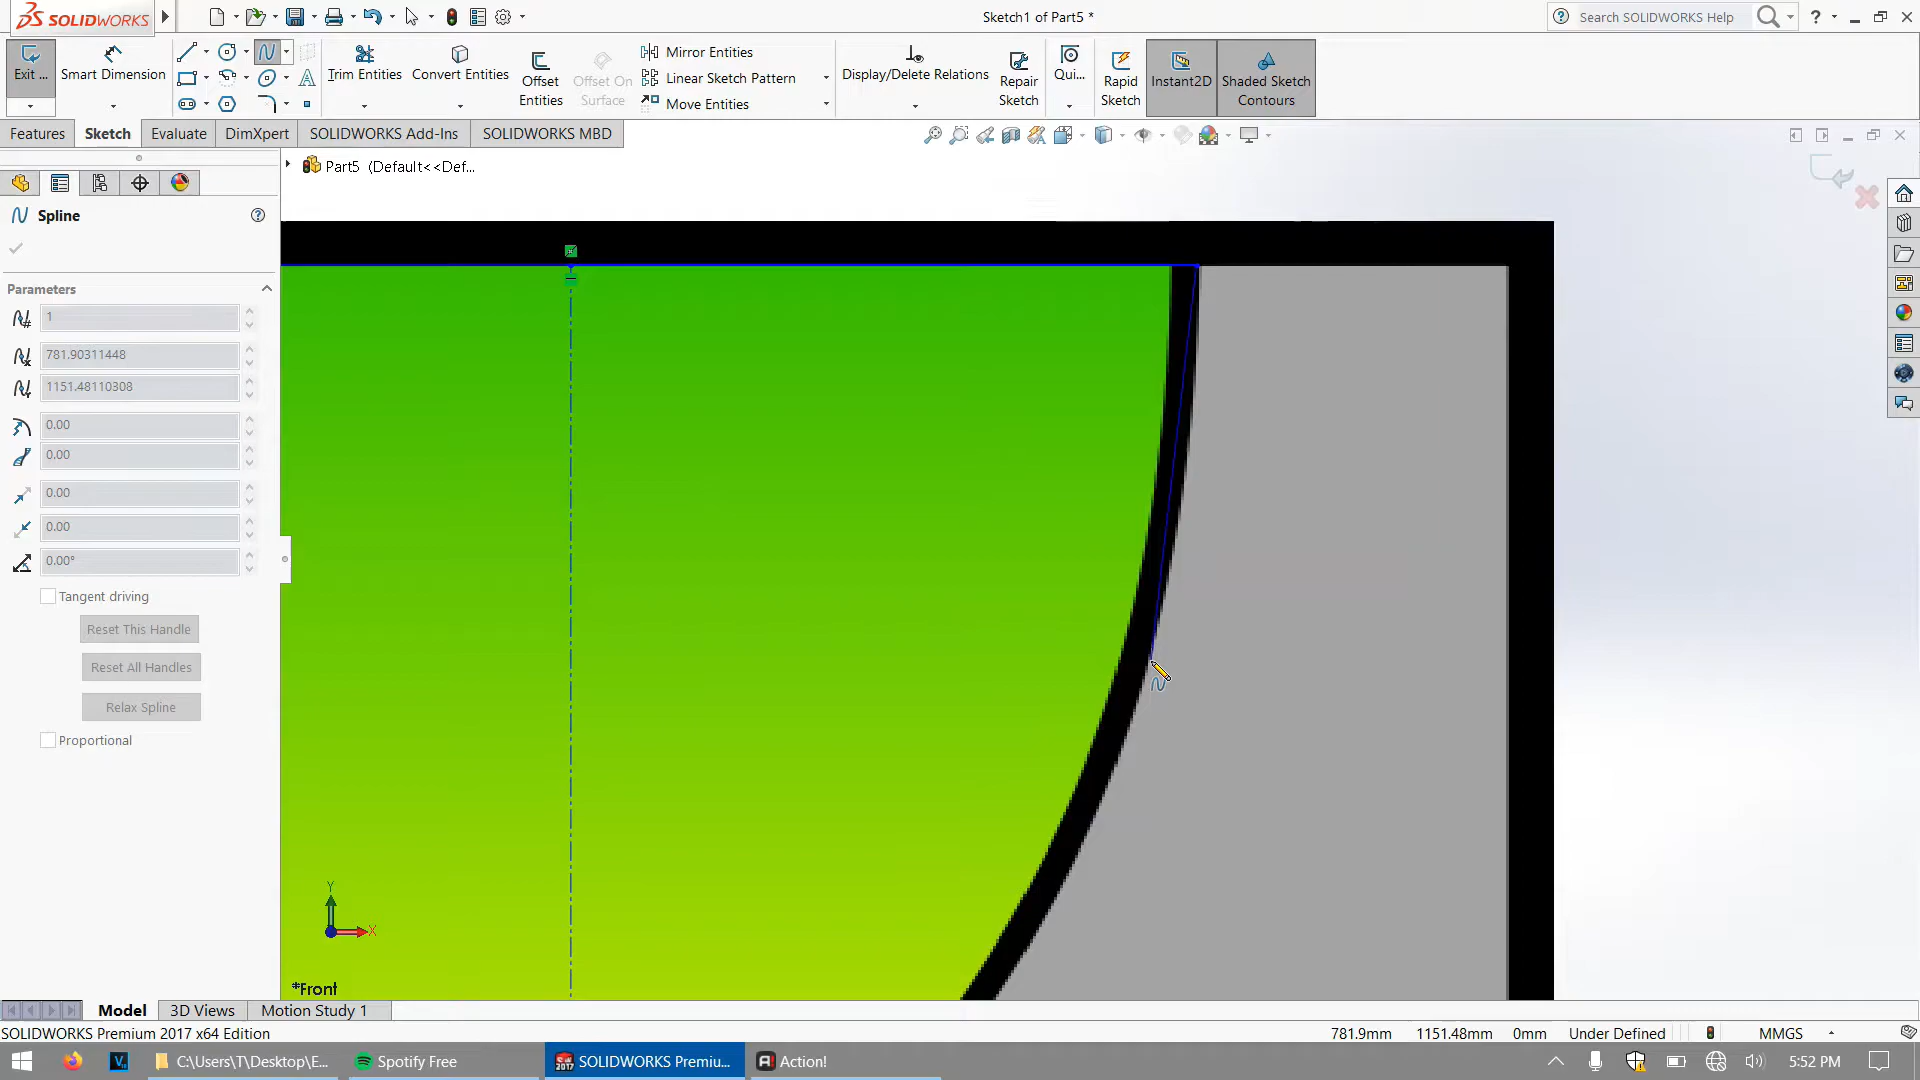 SOLIDWORKS
Sketch1 of Part5 *
Search SOLIDWORKS Help
Exit ...
Smart Dimension
Trim Entities
Convert Entities
Offset Entities
Offset On Surface
Mirror Entities
Linear Sketch Pattern
Move Entities
Display/Delete Relations
Repair Sketch
Qui...
Rapid Sketch
Instant2D
Shaded Sketch Contours
Features
Sketch
Evaluate
DimXpert
SOLIDWORKS Add-Ins
SOLIDWORKS MBD
Part5 (Default<<Def...
Spline
Parameters
1
781.90311448
1151.48110308
0.00
0.00
0.00
0.00
0.00°
Tangent driving
Reset This Handle
Reset All Handles
Relax Spline
Proportional
Y
X
*Front
Model
3D Views
Motion Study 1
SOLIDWORKS Premium 2017 x64 Edition
781.9mm
1151.48mm
0mm
Under Defined
MMGS
C:\Users\T\Desktop\E...
Spotify Free
SOLIDWORKS Premiu...
Action!
5:52 PM